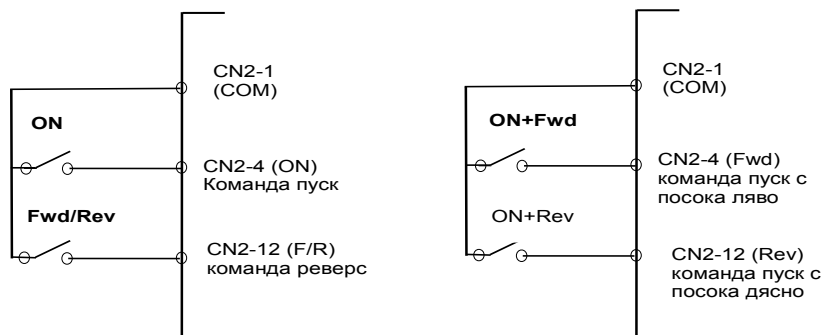 CN2-1
(COM)
ON
CN2-4 (ON)
Команда пуск
Fwd/Rev
CN2-12 (F/R)
команда реверс
CN2-1
(COM)
ON+Fwd
CN2-4 (Fwd)
команда пуск с
посока ляво
ON+Rev
CN2-12 (Rev)
команда пуск с
посока дясно